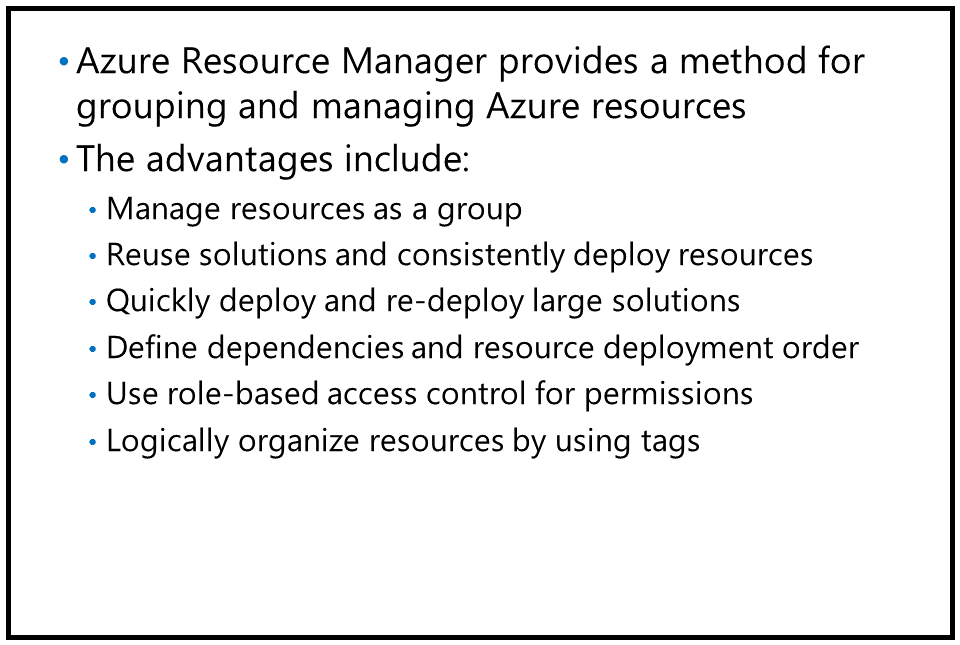 • Azure Resource Manager provides a method for
grouping and managing Azure resources
• The advantages include:
• Manage resources as a group
• Reuse solutions and consistently deploy resources
• Quickly deploy and re-deploy large solutions
• Define dependencies and resource deployment order
• Use role-based access control for permissions
• Logically organize resources by using tags